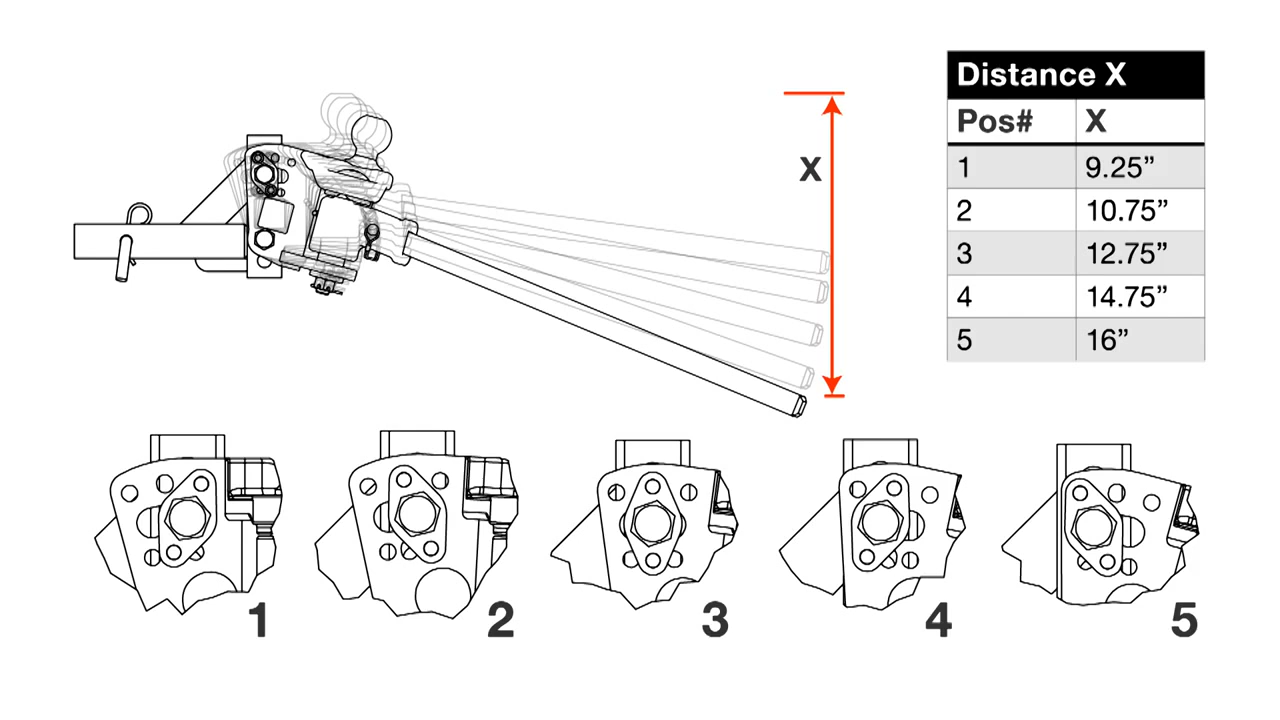 Distance X
Pos# X
1 9.25”
2 10.75”
3 12.75”
4 14.75”
5 16”
X
1 2 3 4 5